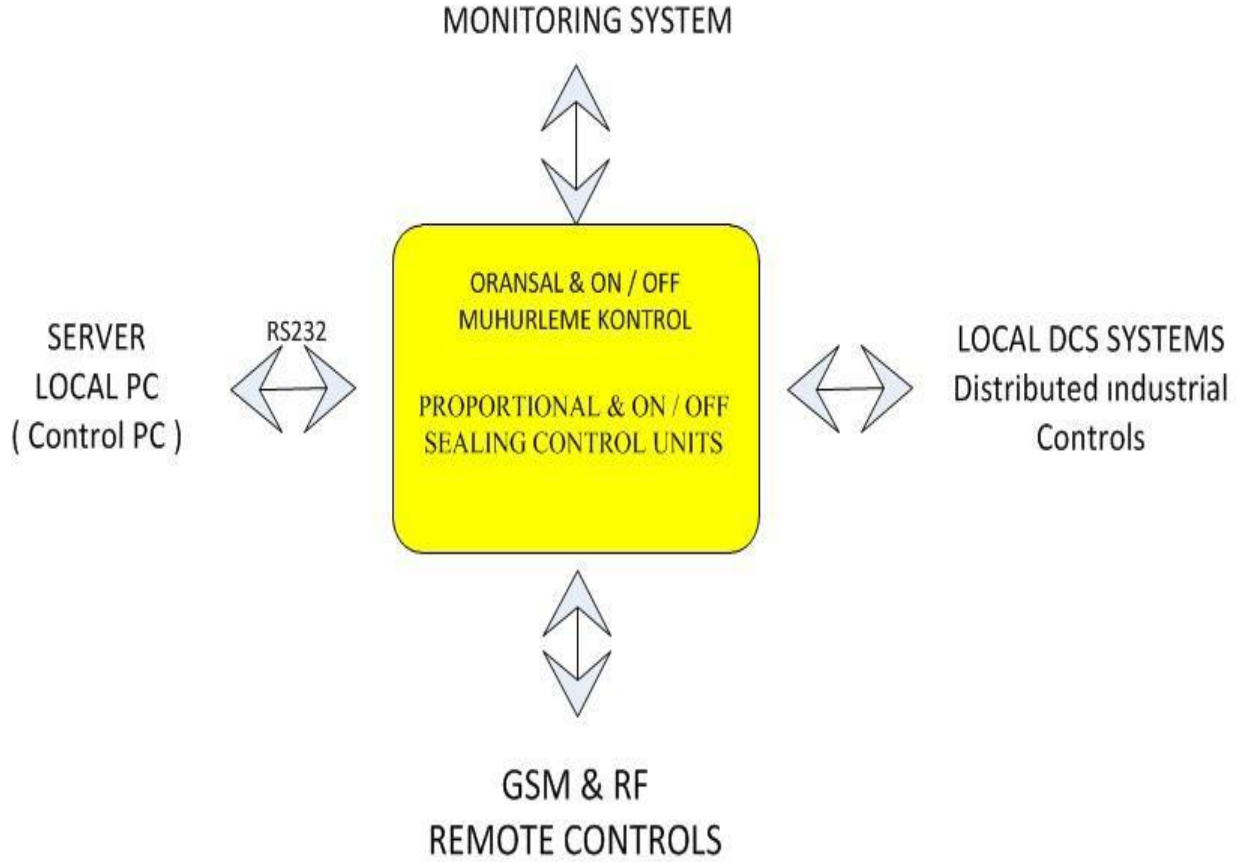 MONITORING SYSTEM
ORANSAL & ON / OFF
MUHURLEME KONTROL
PROPORTIONAL & ON / OFF
SEALING CONTROL UNITS
SERVER
LOCAL PC
( Control PC )
RS232
LOCAL DCS SYSTEMS
Distributed ındustrial
Controls
GSM & RF
REMOTE CONTROLS